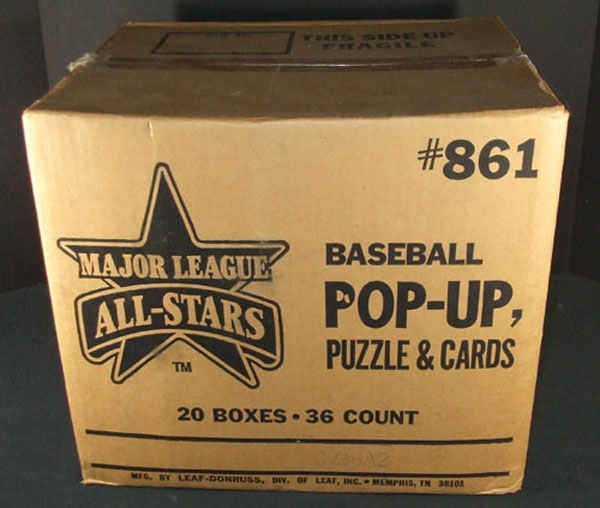 THIS SIDE UP
FRAGILE
#861
MAJOR LEAGUE
ALL-STARS
TM
BASEBALL
POP-UP,
PUZZLE & CARDS
20 BOXES • 36 COUNT
MFG. BY LEAF-DONRUSS, DIV. OF LEAF, INC. • MEMPHIS, TN 38101